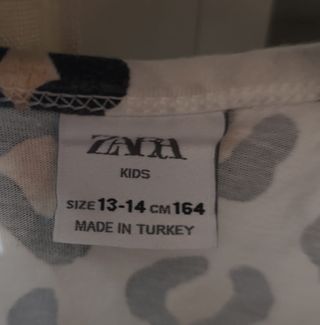 ZARA
KIDS
SIZE 13-14 CM 164
MADE IN TURKEY